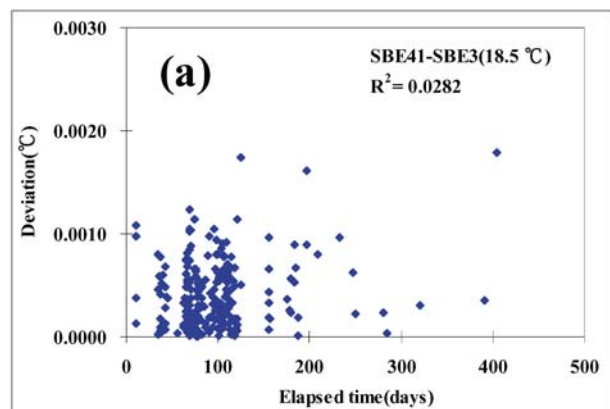 0.0030
(a)
SBE41-SBE3(18.5 ℃)
R²= 0.0282
0.0020
Deviation(℃)
0.0010
0.0000
0 100 200 300 400 500
Elapsed time(days)